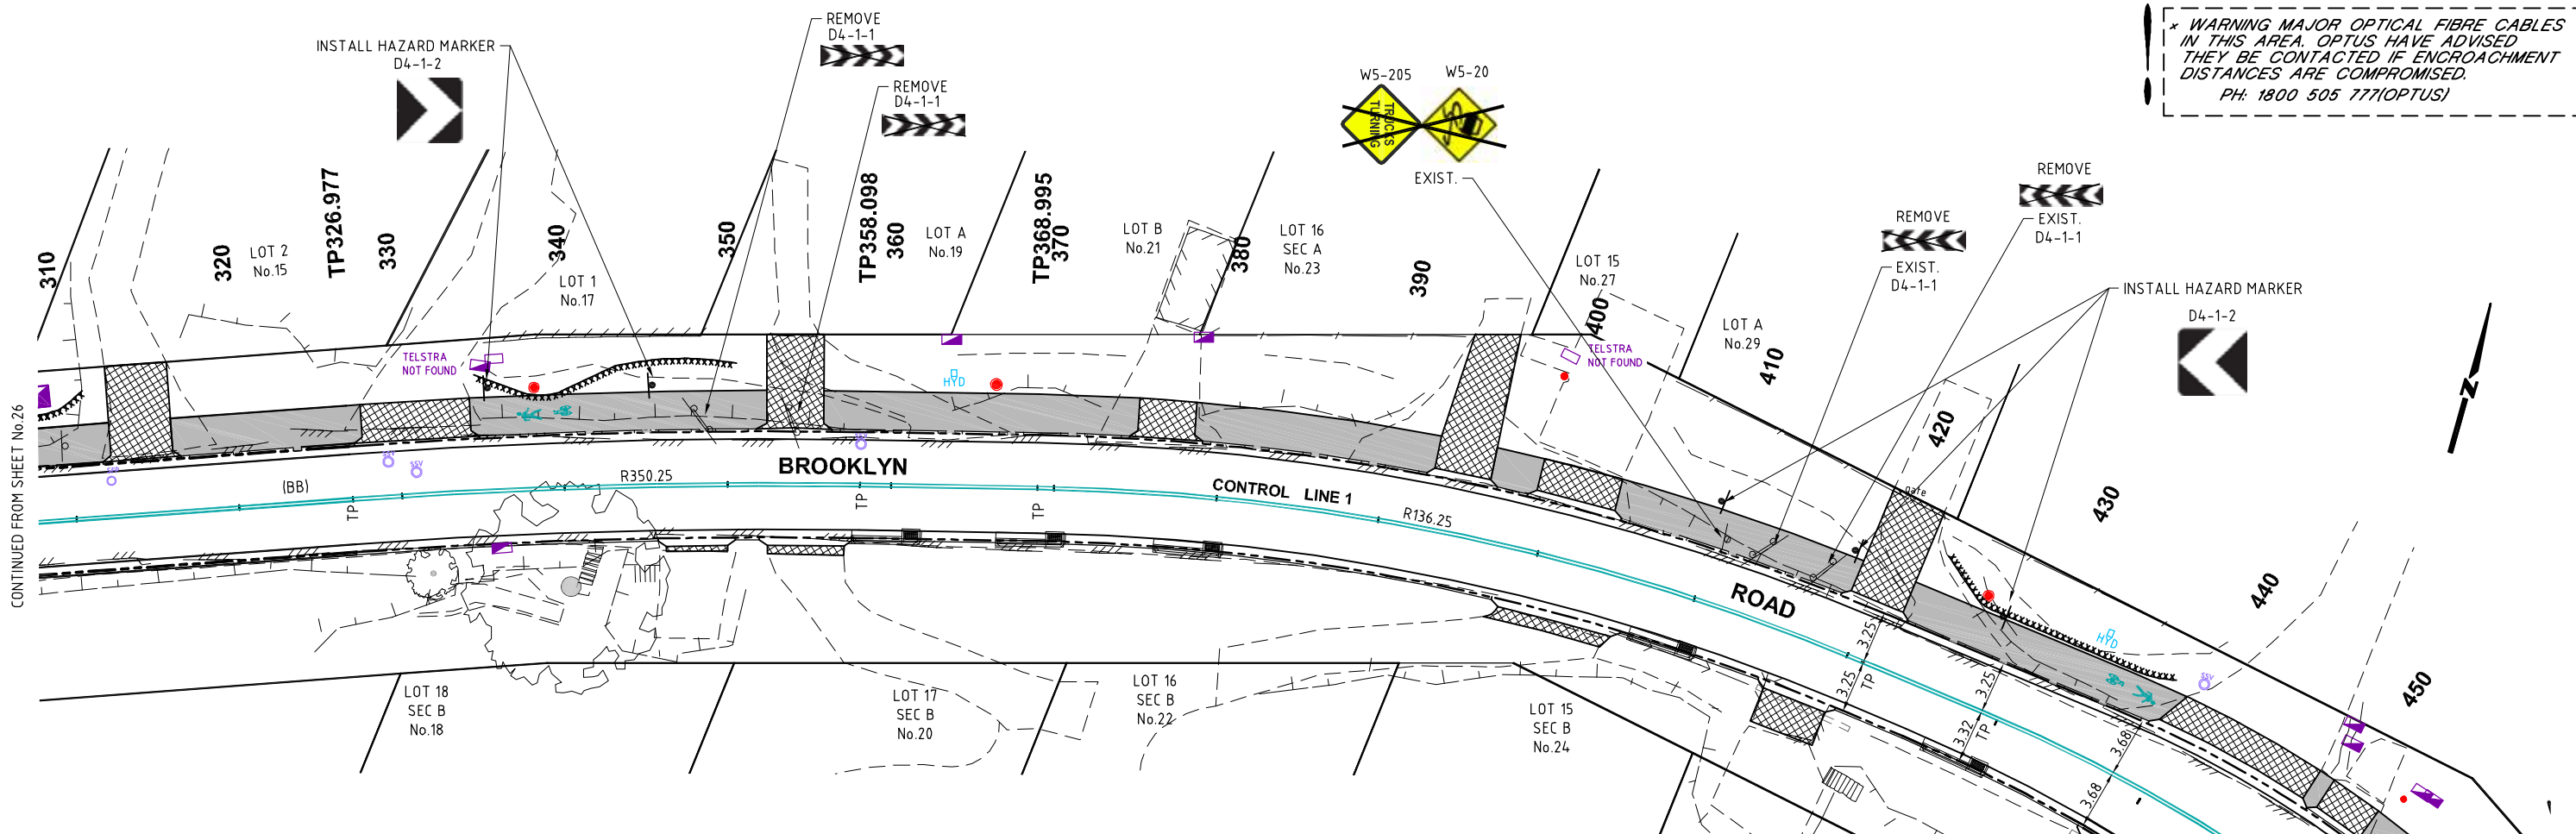 * WARNING MAJOR OPTICAL FIBRE CABLES
IN THIS AREA. OPTUS HAVE ADVISED
THEY BE CONTACTED IF ENCROACHMENT
DISTANCES ARE COMPROMISED.
PH: 1800 505 777(OPTUS)
INSTALL HAZARD MARKER
D4-1-2
REMOVE
D4-1-1
REMOVE
D4-1-1
W5-205
W5-20
TRUCKS
TURNING
EXIST.
REMOVE
EXIST.
D4-1-1
REMOVE
EXIST.
D4-1-1
INSTALL HAZARD MARKER
D4-1-2
310
320
TP326.977
330
340
350
TP358.098
360
TP368.995
370
380
390
400
410
420
430
440
450
LOT 2
No.15
LOT 1
No.17
LOT A
No.19
LOT B
No.21
LOT 16
SEC A
No.23
LOT 15
No.27
LOT A
No.29
TELSTRA
NOT FOUND
HYD
TELSTRA
NOT FOUND
gate
HYD
SSV
SSV
SSV
N
CONTINUED FROM SHEET No.26
(BB)
TP
R350.25
BROOKLYN
TP
TP
CONTROL LINE 1
R136.25
ROAD
3.25
3.25
TP
3.25
3.32
TP
3.68
3.68
LOT 18
SEC B
No.18
LOT 17
SEC B
No.20
LOT 16
SEC B
No.22
LOT 15
SEC B
No.24